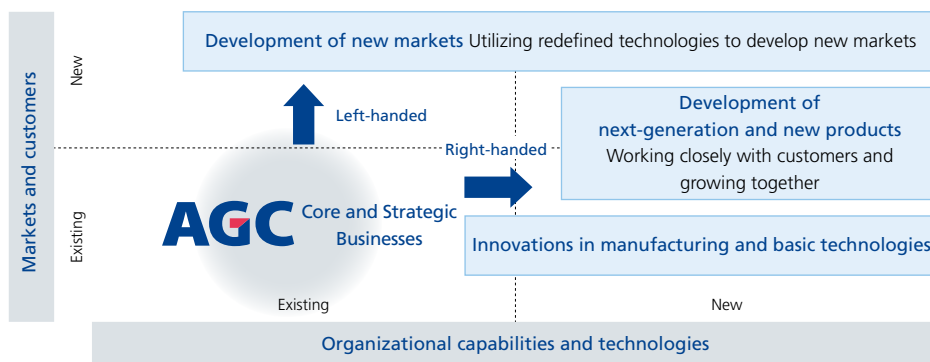 Development of new markets Utilizing redefined technologies to develop new markets
Markets and customers
New
Left-handed
Development of
next-generation and new products
Working closely with customers and
growing together
Right-handed
AGC
Core and Strategic
Businesses
Existing
Innovations in manufacturing and basic technologies
Existing
New
Organizational capabilities and technologies